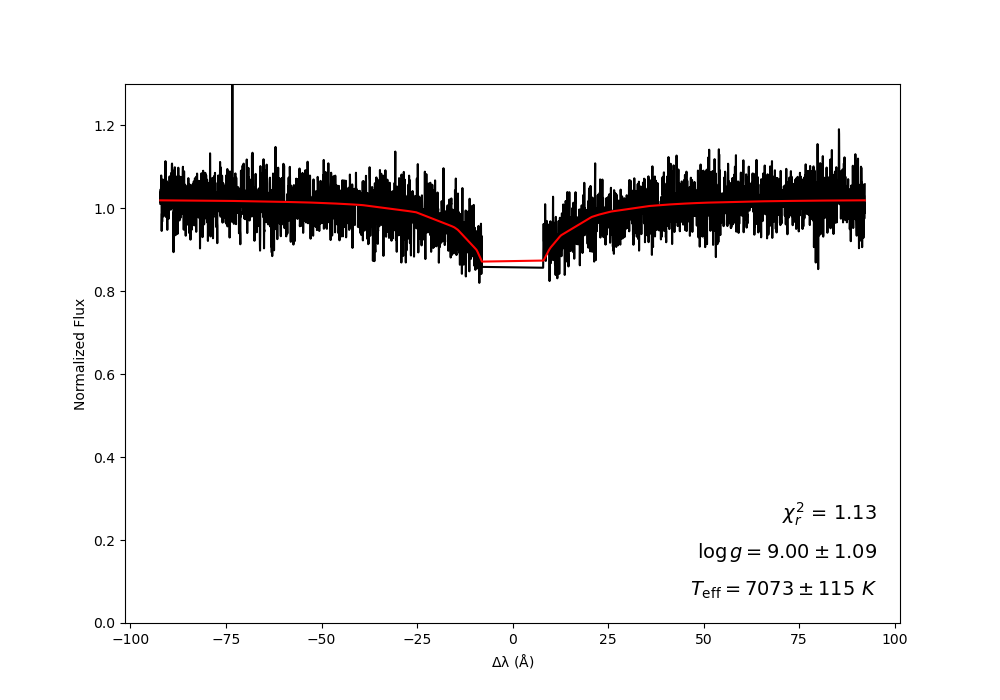 1.2
1.0
0.8
0.6
0.4
0.2
0.0
Normalized Flux
χ²ᵣ = 1.13
log g = 9.00 ± 1.09
T_eff = 7073 ± 115 K
−100 −75 −50 −25 0 25 50 75 100
Δλ (Å)